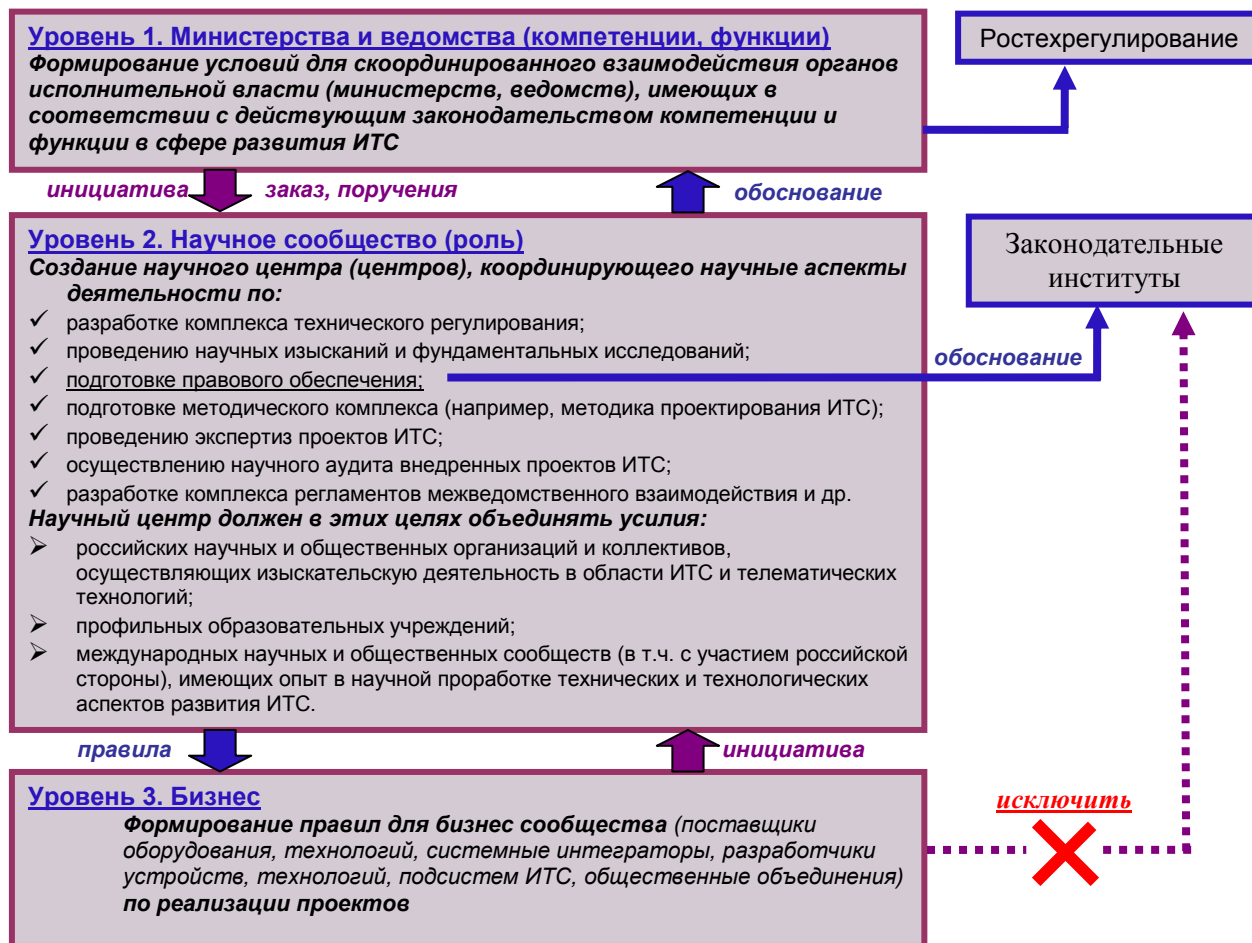 Уровень 1. Министерства и ведомства (компетенции, функции)
Формирование условий для скоординированного взаимодействия органов
исполнительной власти (министерств, ведомств), имеющих в
соответствии с действующим законодательством компетенции и
функции в сфере развития ИТС
Ростехрегулирование
инициатива
заказ, поручения
обоснование
Уровень 2. Научное сообщество (роль)
Создание научного центра (центров), координирующего научные аспекты
деятельности по:
✓ разработке комплекса технического регулирования;
✓ проведению научных изысканий и фундаментальных исследований;
✓ подготовке правового обеспечения;
✓ подготовке методического комплекса (например, методика проектирования ИТС);
✓ проведению экспертиз проектов ИТС;
✓ осуществлению научного аудита внедренных проектов ИТС;
✓ разработке комплекса регламентов межведомственного взаимодействия и др.
Научный центр должен в этих целях объединять усилия:
➢ российских научных и общественных организаций и коллективов,
осуществляющих изыскательскую деятельность в области ИТС и телематических
технологий;
➢ профильных образовательных учреждений;
➢ международных научных и общественных сообществ (в т.ч. с участием российской
стороны), имеющих опыт в научной проработке технических и технологических
аспектов развития ИТС.
Законодательные
институты
обоснование
правила
инициатива
Уровень 3. Бизнес
Формирование правил для бизнес сообщества (поставщики
оборудования, технологий, системные интеграторы, разработчики
устройств, технологий, подсистем ИТС, общественные объединения)
по реализации проектов
исключить